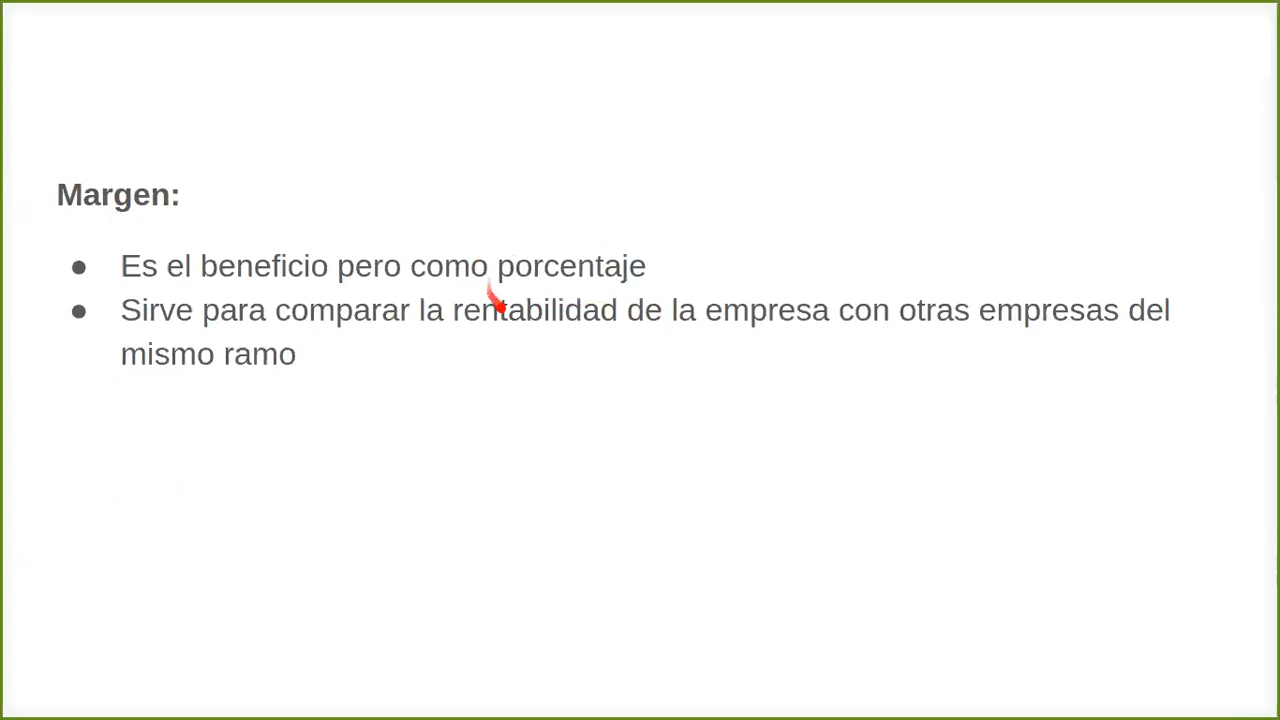 Margen:
● Es el beneficio pero como porcentaje
● Sirve para comparar la rentabilidad de la empresa con otras empresas del
mismo ramo